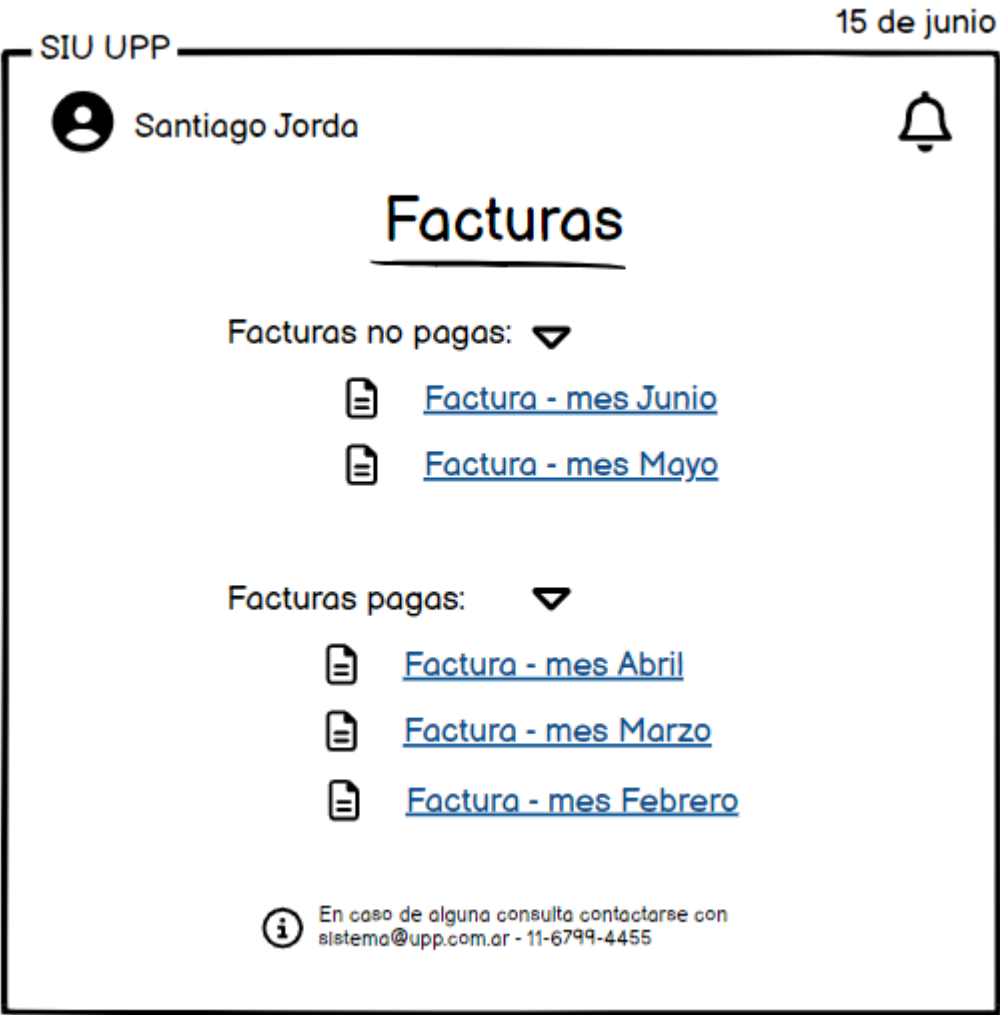 15 de junio
SIU UPP
Santiago Jorda
Facturas
Facturas no pagas:
Factura - mes Junio
Factura - mes Mayo
Facturas pagas:
Factura - mes Abril
Factura - mes Marzo
Factura - mes Febrero
En caso de alguna consulta contactarse con
sistema@upp.com.ar - 11-6799-4455